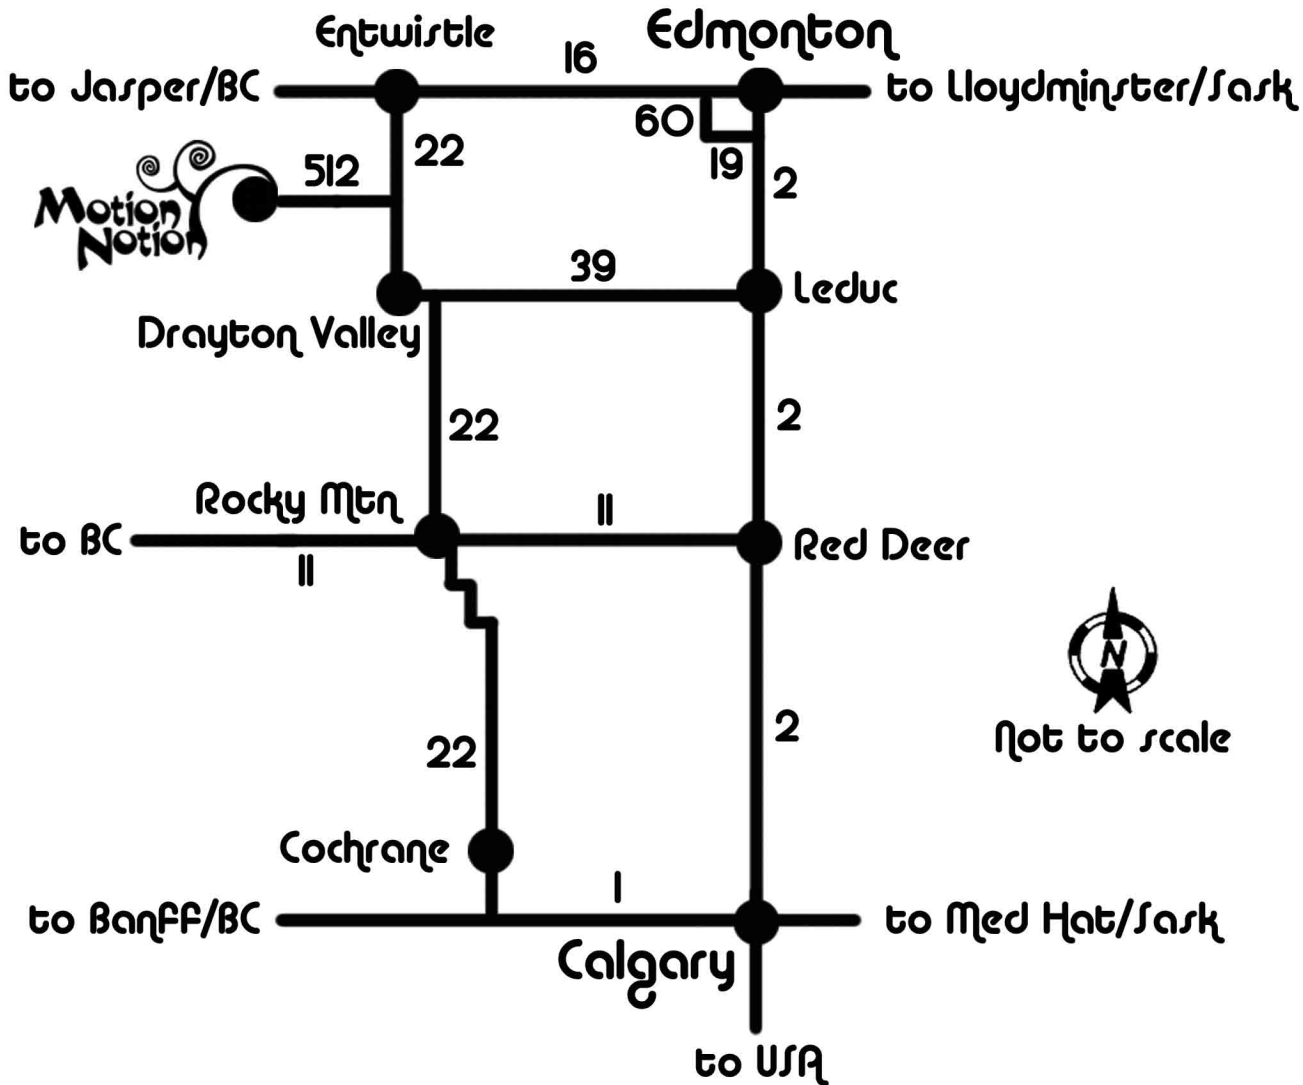 Entwistle
Edmonton
16
to Jasper/BC
to Lloydminster/Sask
60
22
19
512
2
Motion
Notion
39
Leduc
Drayton Valley
22
2
Rocky Mtn
11
to BC
Red Deer
11
N
22
2
Not to scale
Cochrane
1
to Banff/BC
to Med Hat/Sask
Calgary
to USA